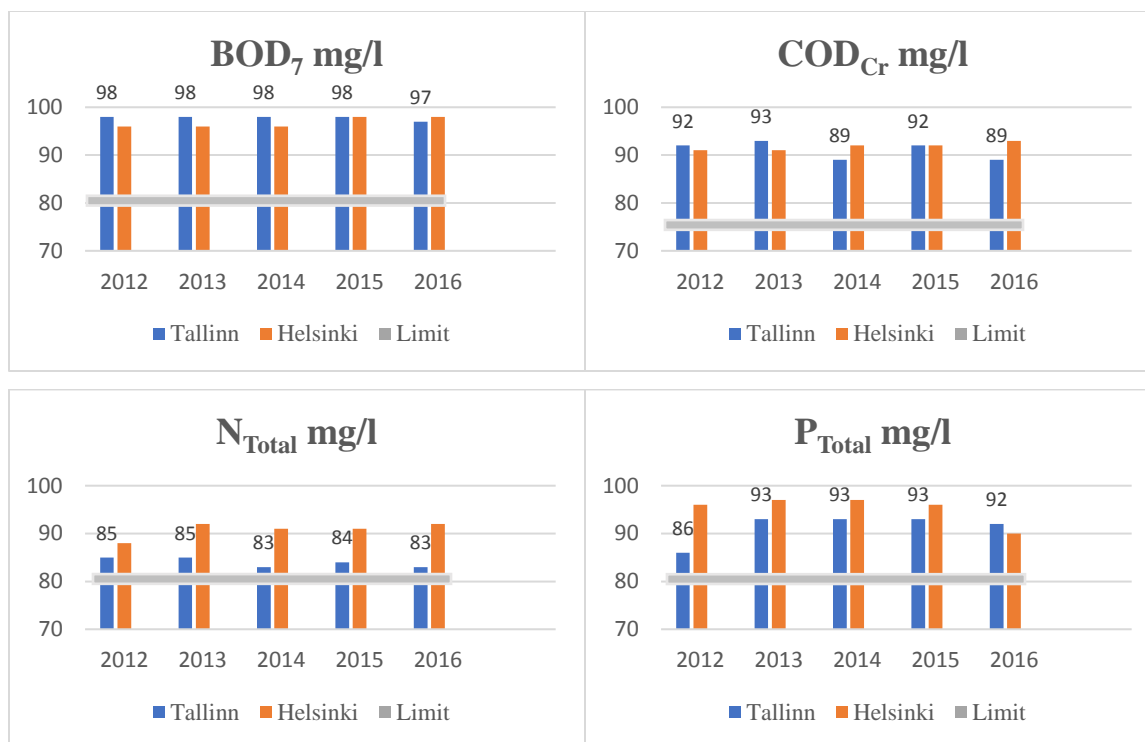 BOD₇ mg/l
98 98 98 98 97
100
90
80
70
2012 2013 2014 2015 2016
Tallinn Helsinki Limit
COD_Cr mg/l
92 93 89 92 89
100
90
80
70
2012 2013 2014 2015 2016
Tallinn Helsinki Limit
N_Total mg/l
85 85 83 84 83
100
90
80
70
2012 2013 2014 2015 2016
Tallinn Helsinki Limit
P_Total mg/l
86 93 93 93 92
100
90
80
70
2012 2013 2014 2015 2016
Tallinn Helsinki Limit